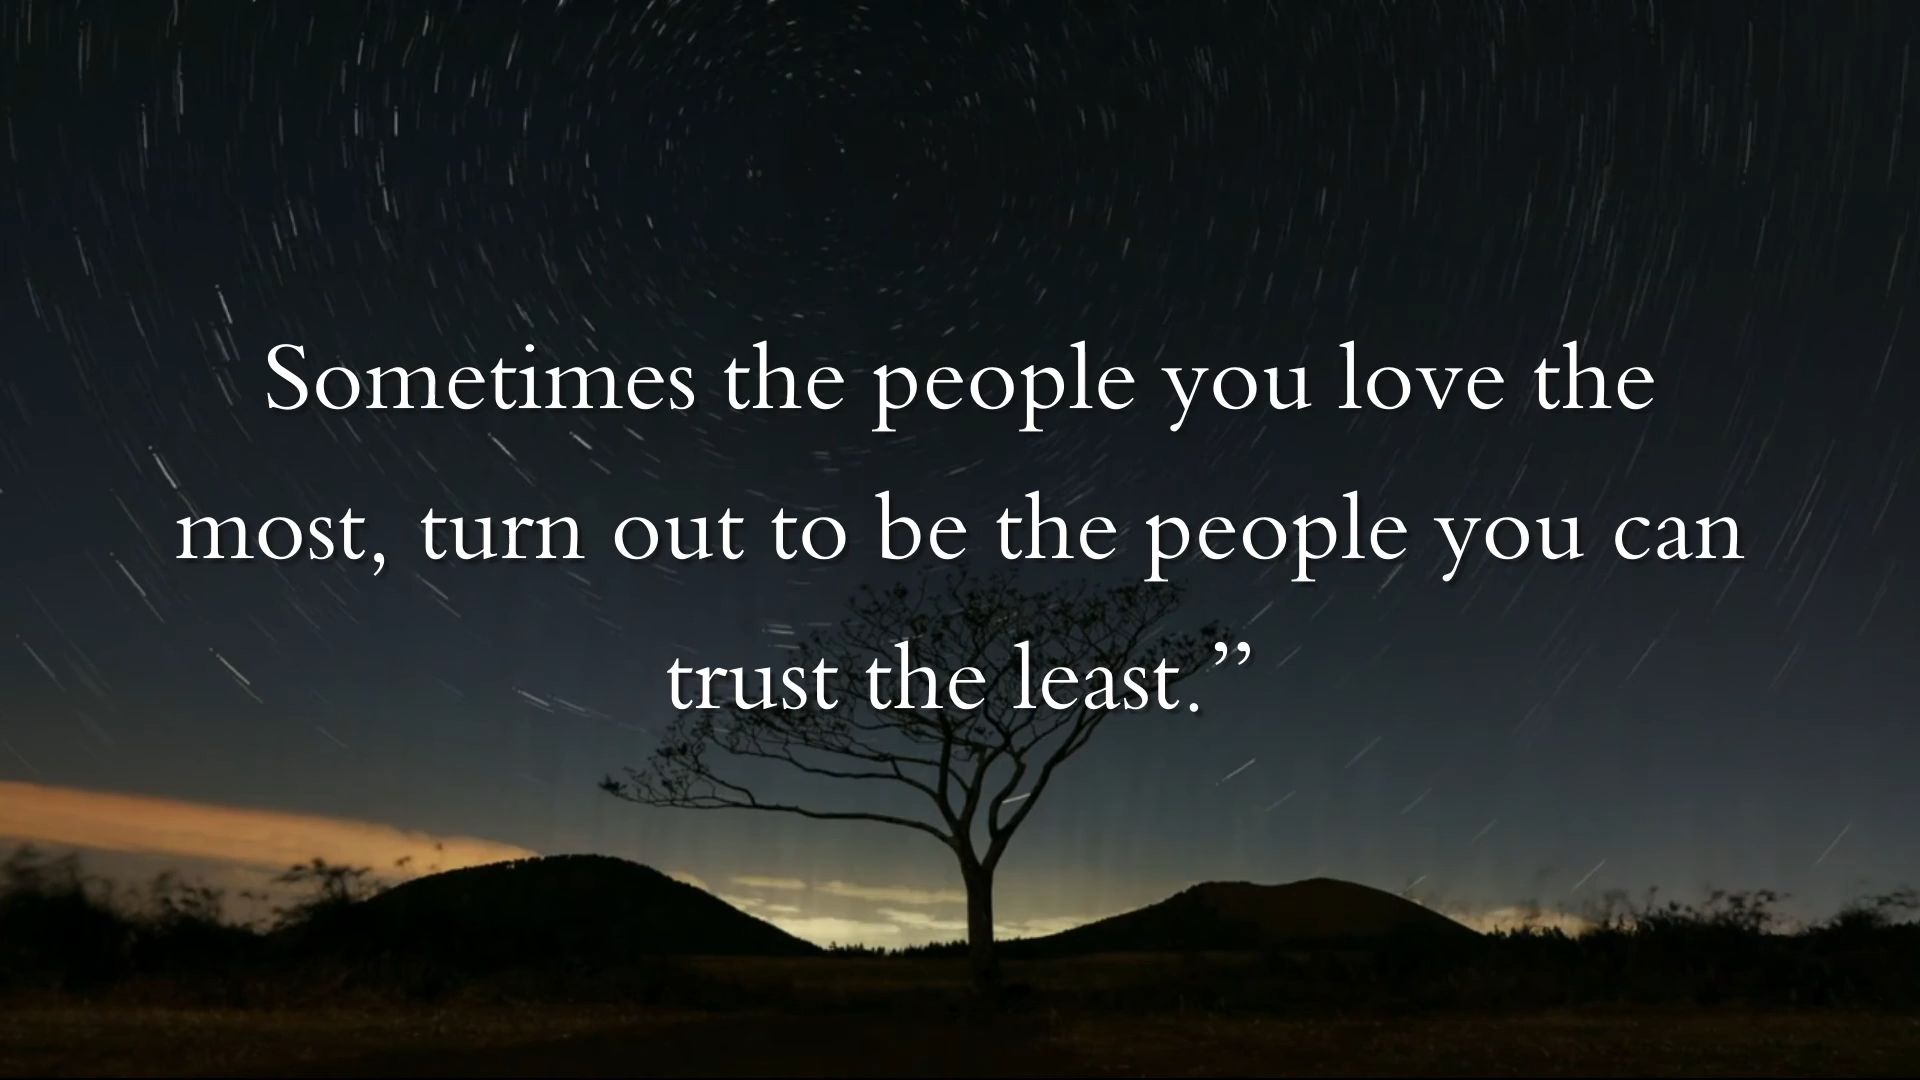 Sometimes the people you love the
most, turn out to be the people you can
trust the least.”